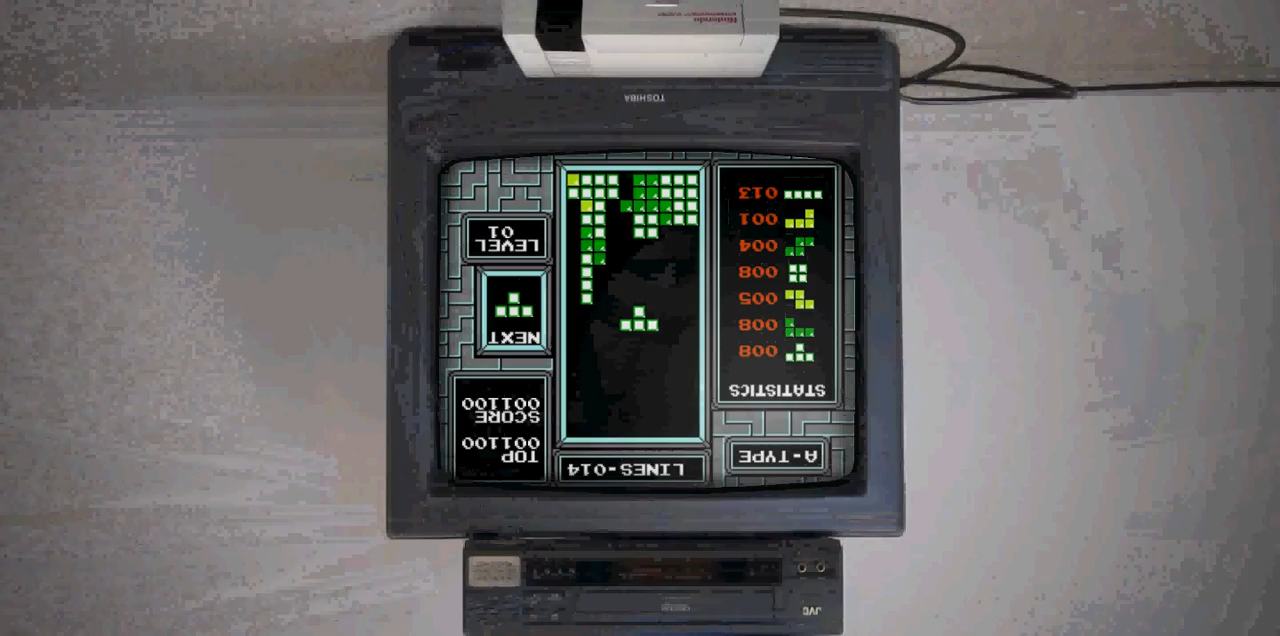 JVC
A-TYPE
LINES-014
TOP
001100
SCORE
001100
STATISTICS
008
008
005
008
004
001
013
NEXT
LEVEL
01
TOSHIBA
Nintendo